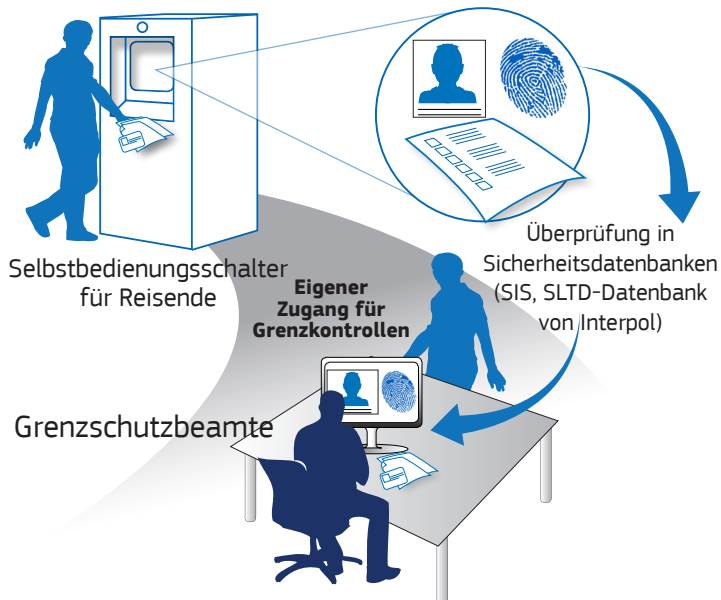 Selbstbedienungsschalter
für Reisende
Überprüfung in
Sicherheitsdatenbanken
(SIS, SLTD-Datenbank
von Interpol)
Eigener
Zugang für
Grenzkontrollen
Grenzschutzbeamte